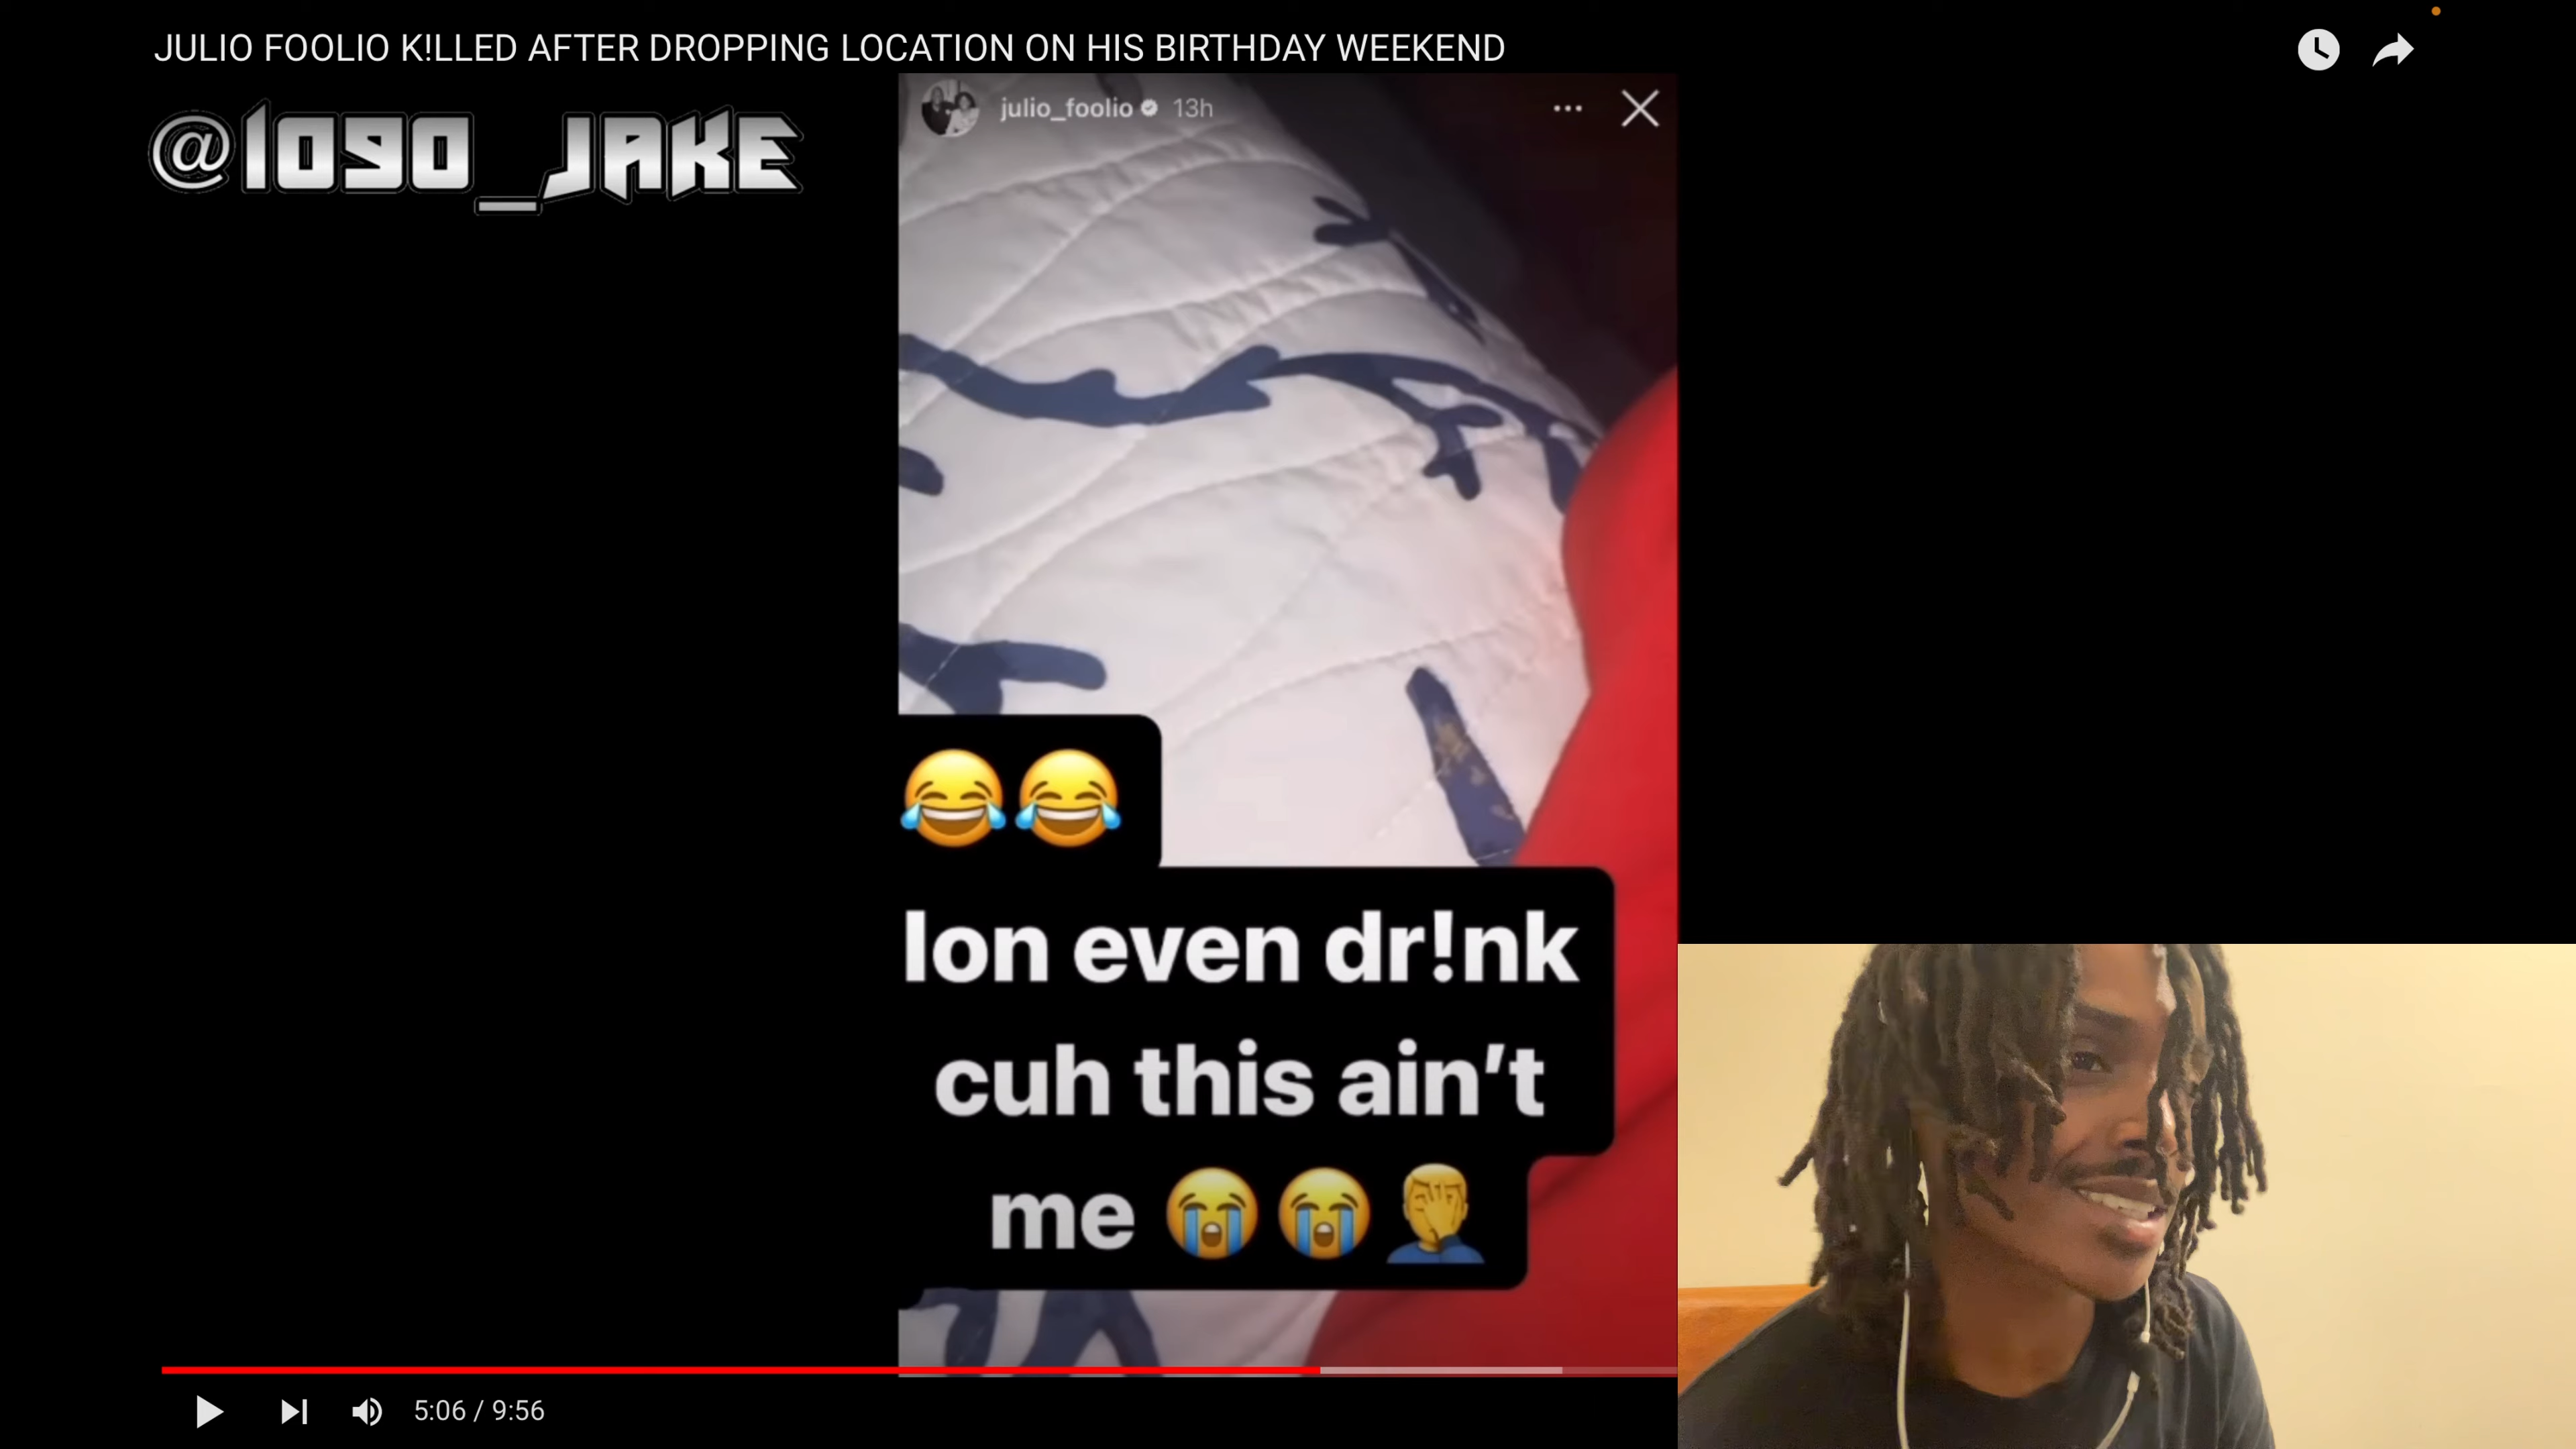 JULIO FOOLIO K!LLED AFTER DROPPING LOCATION ON HIS BIRTHDAY WEEKEND
@1090_JAKE
julio_foolio 13h
😂😂
Ion even dr!nk
cuh this ain't
me 😭😭🤦‍♂️
5:06 / 9:56